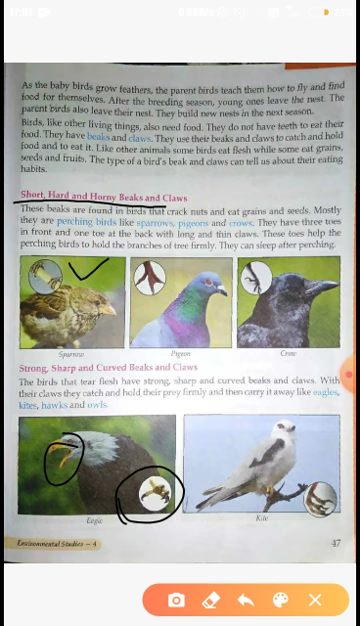 As the baby birds grow feathers, the parent birds teach them how to fly and find
food for themselves. After the breeding season, young ones leave the nest. The
parent birds also leave their nest. They build new nests in the next season.
Birds, like other living things, also need food. They do not have teeth to eat their
food. They have beaks and claws. They use their beaks and claws to catch and hold
food and to eat it. Like other animals some birds eat flesh while some eat grains,
seeds and fruits. The type of a bird's beak and claws can tell us about their eating
habits.
Short, Hard and Horny Beaks and Claws
These beaks are found in birds that crack nuts and eat grains and seeds. Mostly
they are perching birds like sparrows, pigeons and crows. They have three toes
in front and one toe at the back with long and thin claws. These toes help the
perching birds to hold the branches of tree firmly. They can sleep after perching.
Sparrow Pigeon Crow
Strong, Sharp and Curved Beaks and Claws
The birds that tear flesh have strong, sharp and curved beaks and claws. With
their claws they catch and hold their prey firmly and then carry it away like eagles,
kites, hawks and owls.
Eagle Kite
Environmental Studies – 4 47